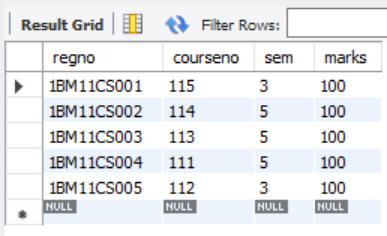 Result Grid Filter Rows:
regno courseno sem marks
1BM11CS001 115 3 100
1BM11CS002 114 5 100
1BM11CS003 113 5 100
1BM11CS004 111 5 100
1BM11CS005 112 3 100
NULL NULL NULL NULL